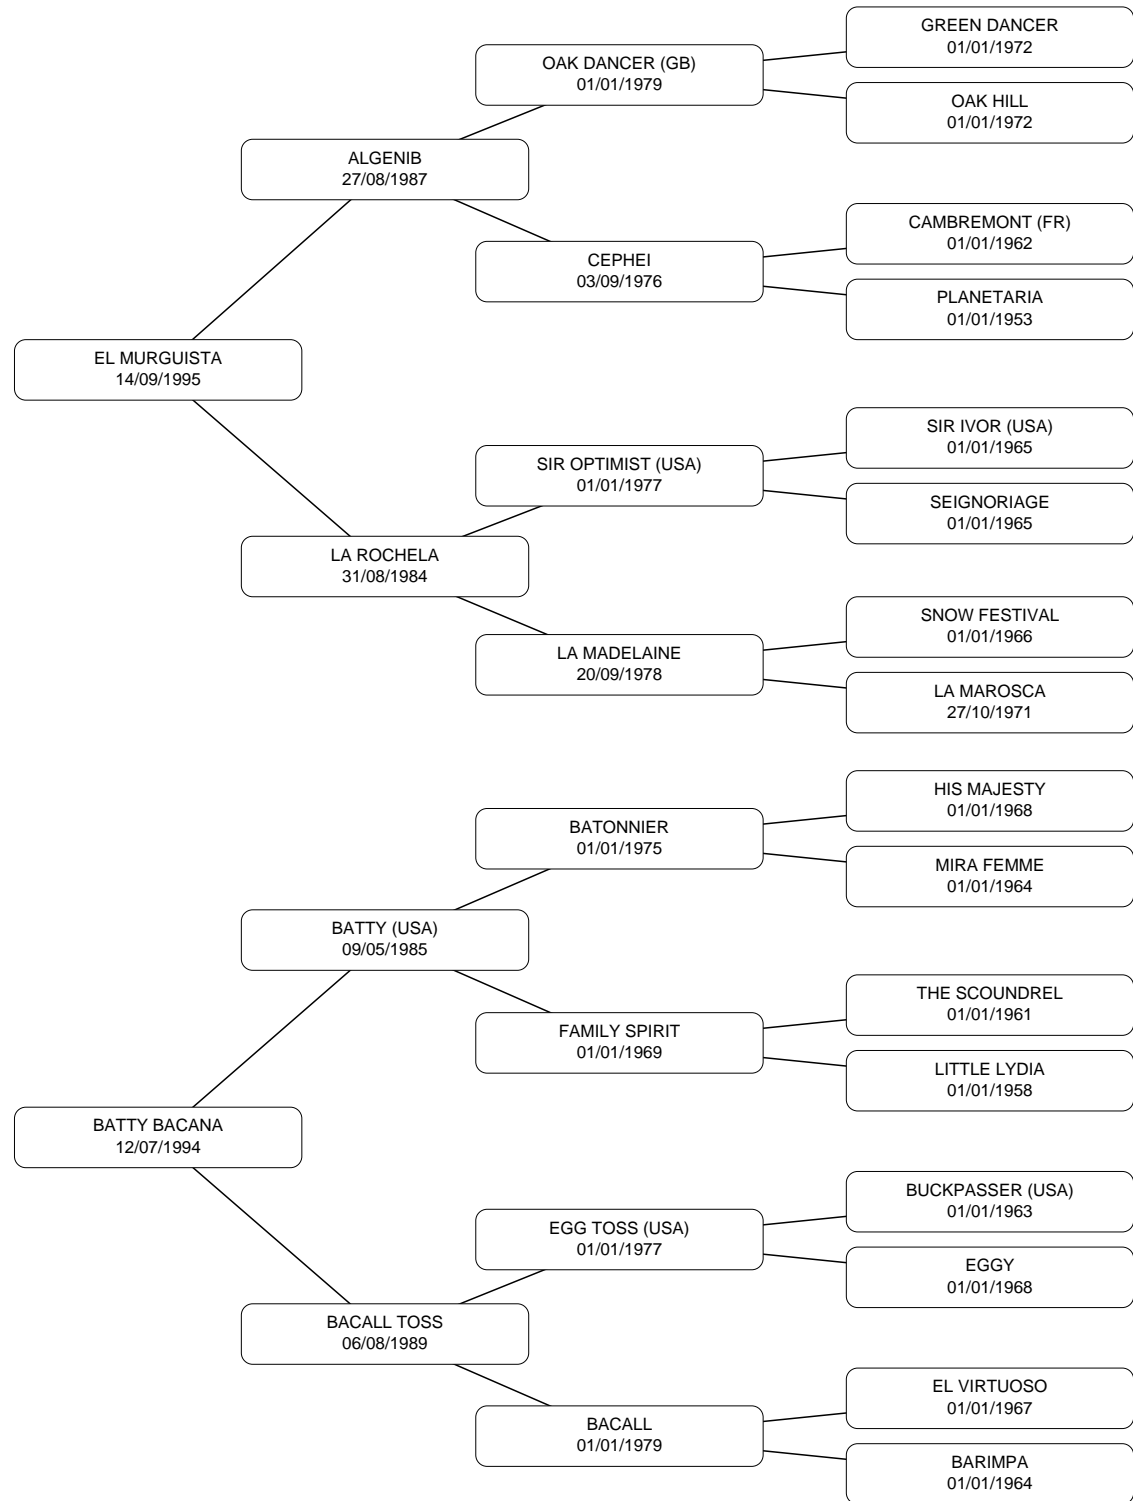 GREEN DANCER
01/01/1972
OAK DANCER (GB)
01/01/1979
OAK HILL
01/01/1972
ALGENIB
27/08/1987
CAMBREMONT (FR)
01/01/1962
CEPHEI
03/09/1976
PLANETARIA
01/01/1953
EL MURGUISTA
14/09/1995
SIR IVOR (USA)
01/01/1965
SIR OPTIMIST (USA)
01/01/1977
SEIGNORIAGE
01/01/1965
LA ROCHELA
31/08/1984
SNOW FESTIVAL
01/01/1966
LA MADELAINE
20/09/1978
LA MAROSCA
27/10/1971
HIS MAJESTY
01/01/1968
BATONNIER
01/01/1975
MIRA FEMME
01/01/1964
BATTY (USA)
09/05/1985
THE SCOUNDREL
01/01/1961
FAMILY SPIRIT
01/01/1969
LITTLE LYDIA
01/01/1958
BATTY BACANA
12/07/1994
BUCKPASSER (USA)
01/01/1963
EGG TOSS (USA)
01/01/1977
EGGY
01/01/1968
BACALL TOSS
06/08/1989
EL VIRTUOSO
01/01/1967
BACALL
01/01/1979
BARIMPA
01/01/1964